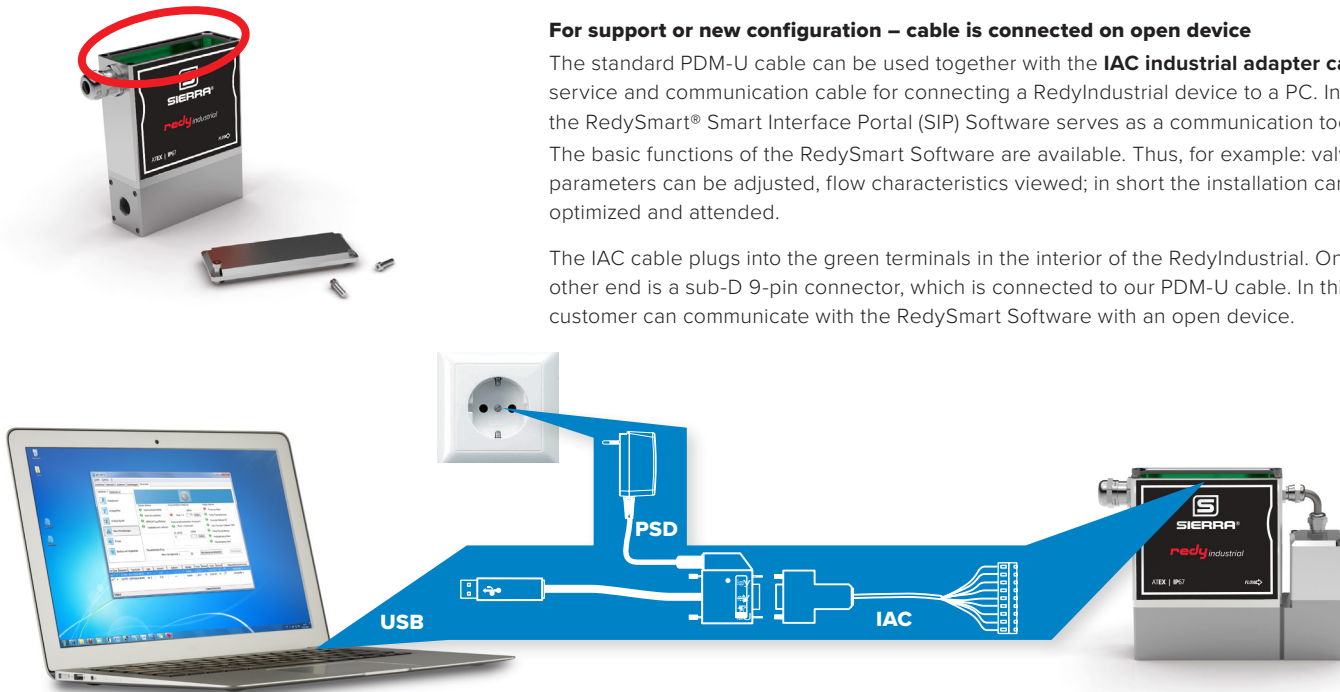 For support or new configuration – cable is connected on open device
The standard PDM-U cable can be used together with the IAC industrial adapter
service and communication cable for connecting a RedyIndustrial device to a PC. In
the RedySmart® Smart Interface Portal (SIP) Software serves as a communication
The basic functions of the RedySmart Software are available. Thus, for example:
parameters can be adjusted, flow characteristics viewed; in short the installation
optimized and attended.
The IAC cable plugs into the green terminals in the interior of the RedyIndustrial.
other end is a sub-D 9-pin connector, which is connected to our PDM-U cable. In
customer can communicate with the RedySmart Software with an open device.
S
SIERRA®
redy industrial
ATEX | IP67
FLOW
PSD
USB
IAC
S
SIERRA®
redy industrial
ATEX | IP67
FLOW